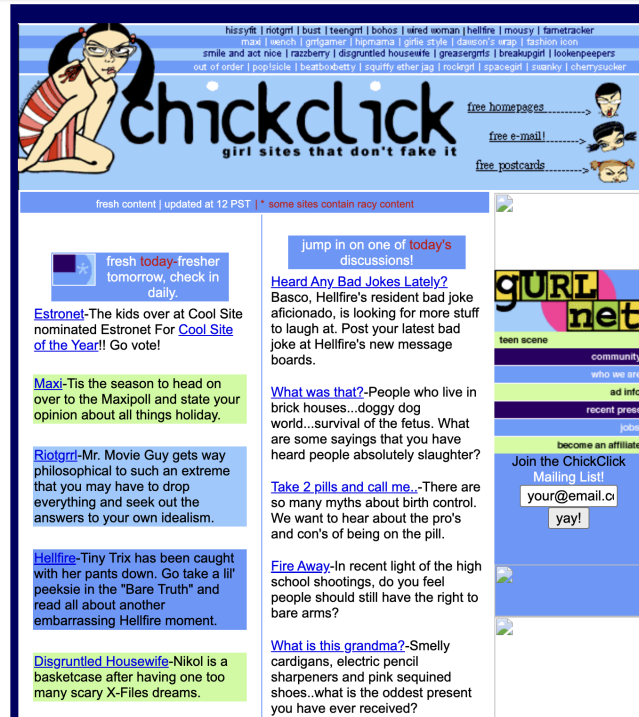 hissyfit | riotgrrl | bust | teengrrl | bohos | wired woman | hellfire | mousy | fametracker
maxi | wench | grrlgamer | hipmama | girlie style | dawson's wrap | fashion icon
smile and act nice | razzberry | disgruntled housewife | greasergrrls | breakupgirl | lookenpeepers
out of order | pop!sicle | beatboxbetty | squiffy ether jag | rockrgrl | spacegirl | swanky | cherrysucker
chickclick
girl sites that don't fake it
free homepages..........>
free e-mail!..........>
free postcards..........>
fresh content | updated at 12 PST | * some sites contain racy content
fresh today-fresher
tomorrow, check in
daily.
Estronet-The kids over at Cool Site
nominated Estronet For Cool Site
of the Year!! Go vote!
Maxi-Tis the season to head on
over to the Maxipoll and state your
opinion about all things holiday.
Riotgrrl-Mr. Movie Guy gets way
philosophical to such an extreme
that you may have to drop
everything and seek out the
answers to your own idealism.
Hellfire-Tiny Trix has been caught
with her pants down. Go take a lil'
peeksie in the "Bare Truth" and
read all about another
embarrassing Hellfire moment.
Disgruntled Housewife-Nikol is a
basketcase after having one too
many scary X-Files dreams.
jump in on one of today's
discussions!
Heard Any Bad Jokes Lately?
Basco, Hellfire's resident bad joke
aficionado, is looking for more stuff
to laugh at. Post your latest bad
joke at Hellfire's new message
boards.
What was that?-People who live in
brick houses...doggy dog
world...survival of the fetus. What
are some sayings that you have
heard people absolutely slaughter?
Take 2 pills and call me..-There are
so many myths about birth control.
We want to hear about the pro's
and con's of being on the pill.
Fire Away-In recent light of the high
school shootings, do you feel
people should still have the right to
bare arms?
What is this grandma?-Smelly
cardigans, electric pencil
sharpeners and pink sequined
shoes..what is the oddest present
you have ever received?
gURL
net
teen scene
community
who we are
ad info
recent press
jobs
become an affiliate
Join the ChickClick
Mailing List!
your@email.c
yay!